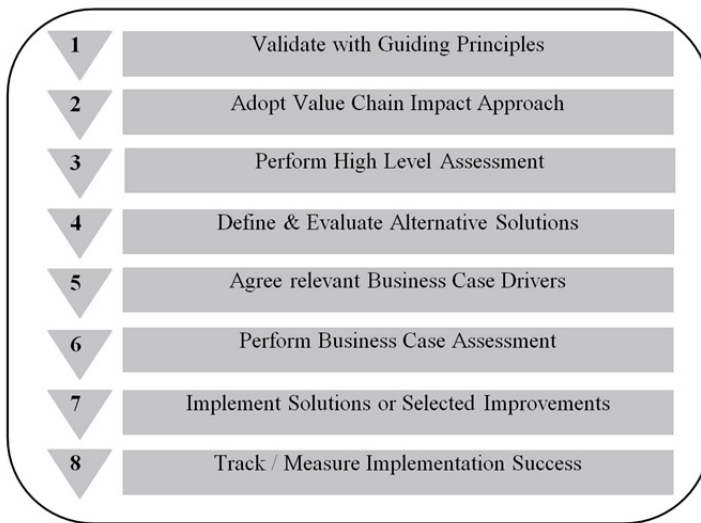 1 Validate with Guiding Principles
2 Adopt Value Chain Impact Approach
3 Perform High Level Assessment
4 Define & Evaluate Alternative Solutions
5 Agree relevant Business Case Drivers
6 Perform Business Case Assessment
7 Implement Solutions or Selected Improvements
8 Track / Measure Implementation Success